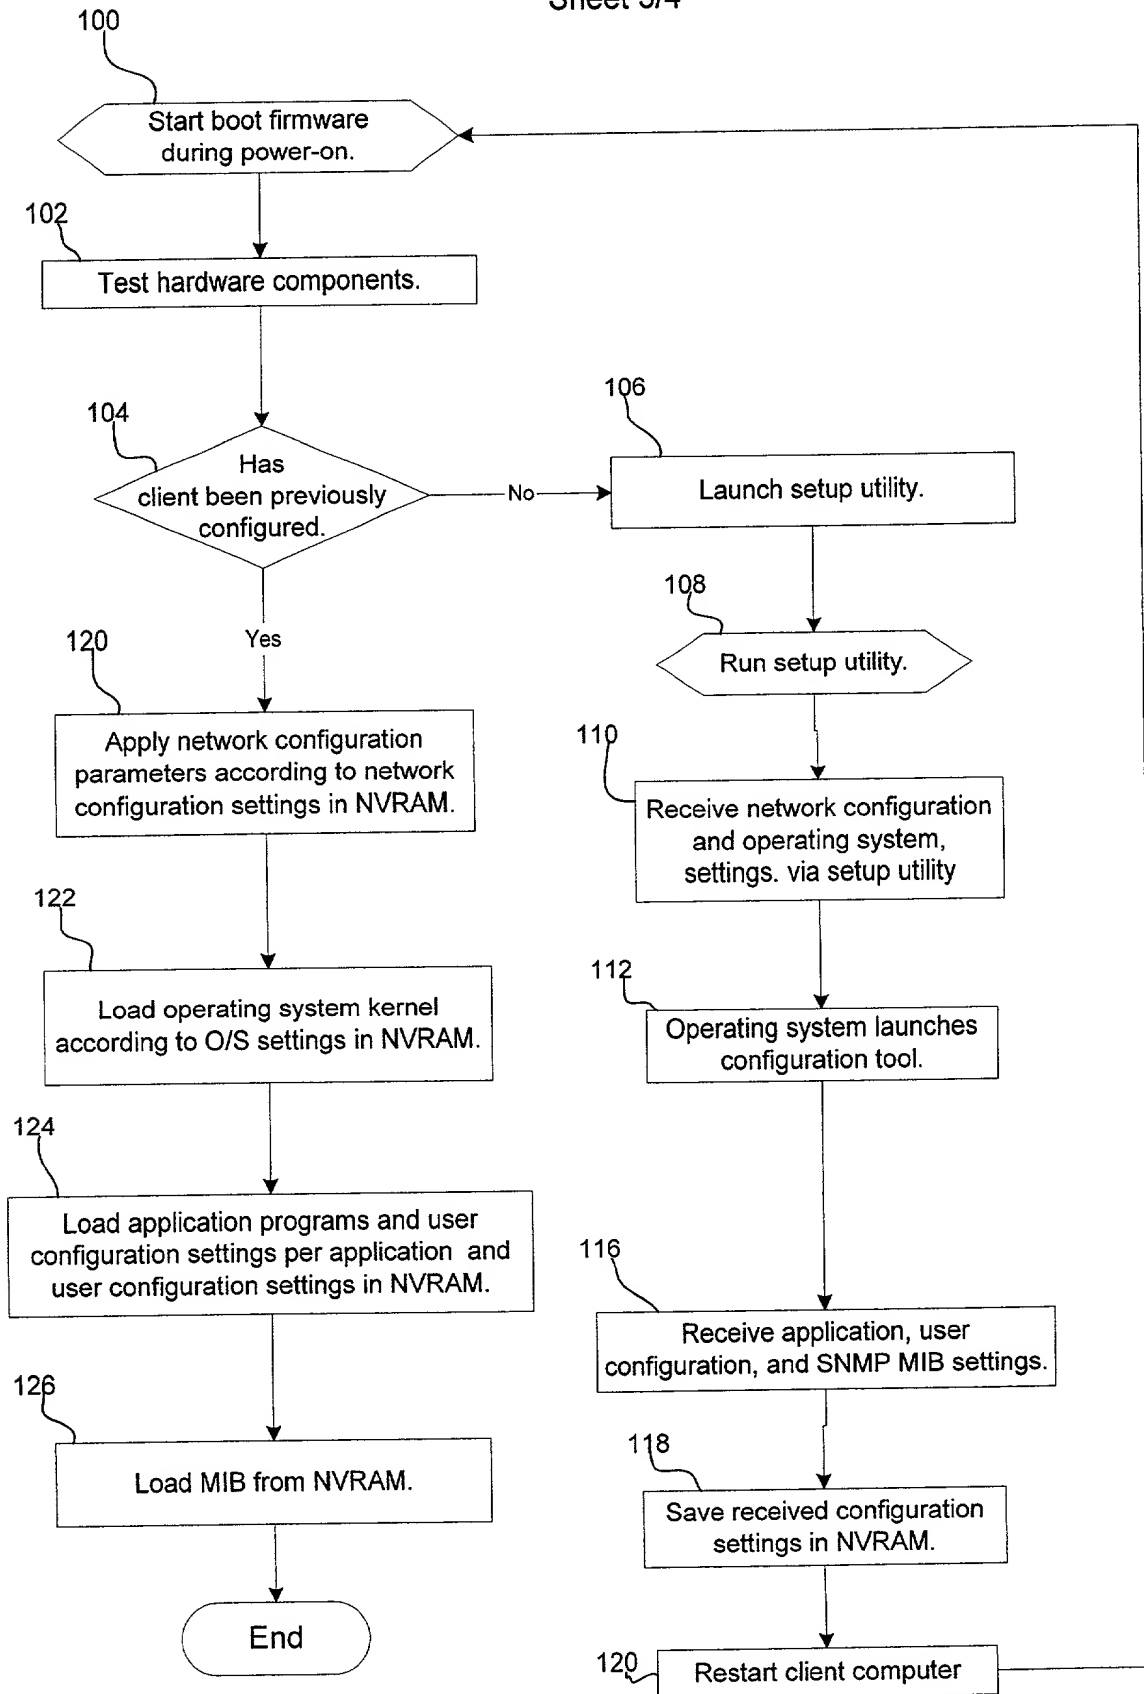 Sheet 3/4
100
Start boot firmware
during power-on.
102
Test hardware components.
104
Has
client been previously
configured.
No
Yes
106
Launch setup utility.
108
Run setup utility.
110
Receive network configuration
and operating system,
settings. via setup utility
112
Operating system launches
configuration tool.
116
Receive application, user
configuration, and SNMP MIB settings.
118
Save received configuration
settings in NVRAM.
120
Restart client computer
120
Apply network configuration
parameters according to network
configuration settings in NVRAM.
122
Load operating system kernel
according to O/S settings in NVRAM.
124
Load application programs and user
configuration settings per application and
user configuration settings in NVRAM.
126
Load MIB from NVRAM.
End